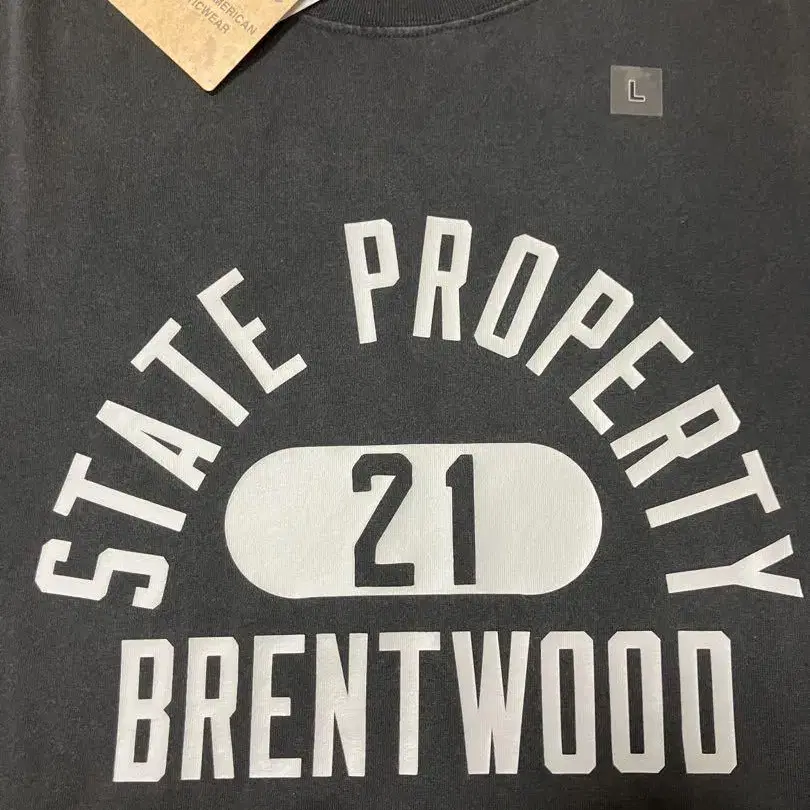 AMERICAN
L
STATE PROPERTY
21
BRENTWOOD